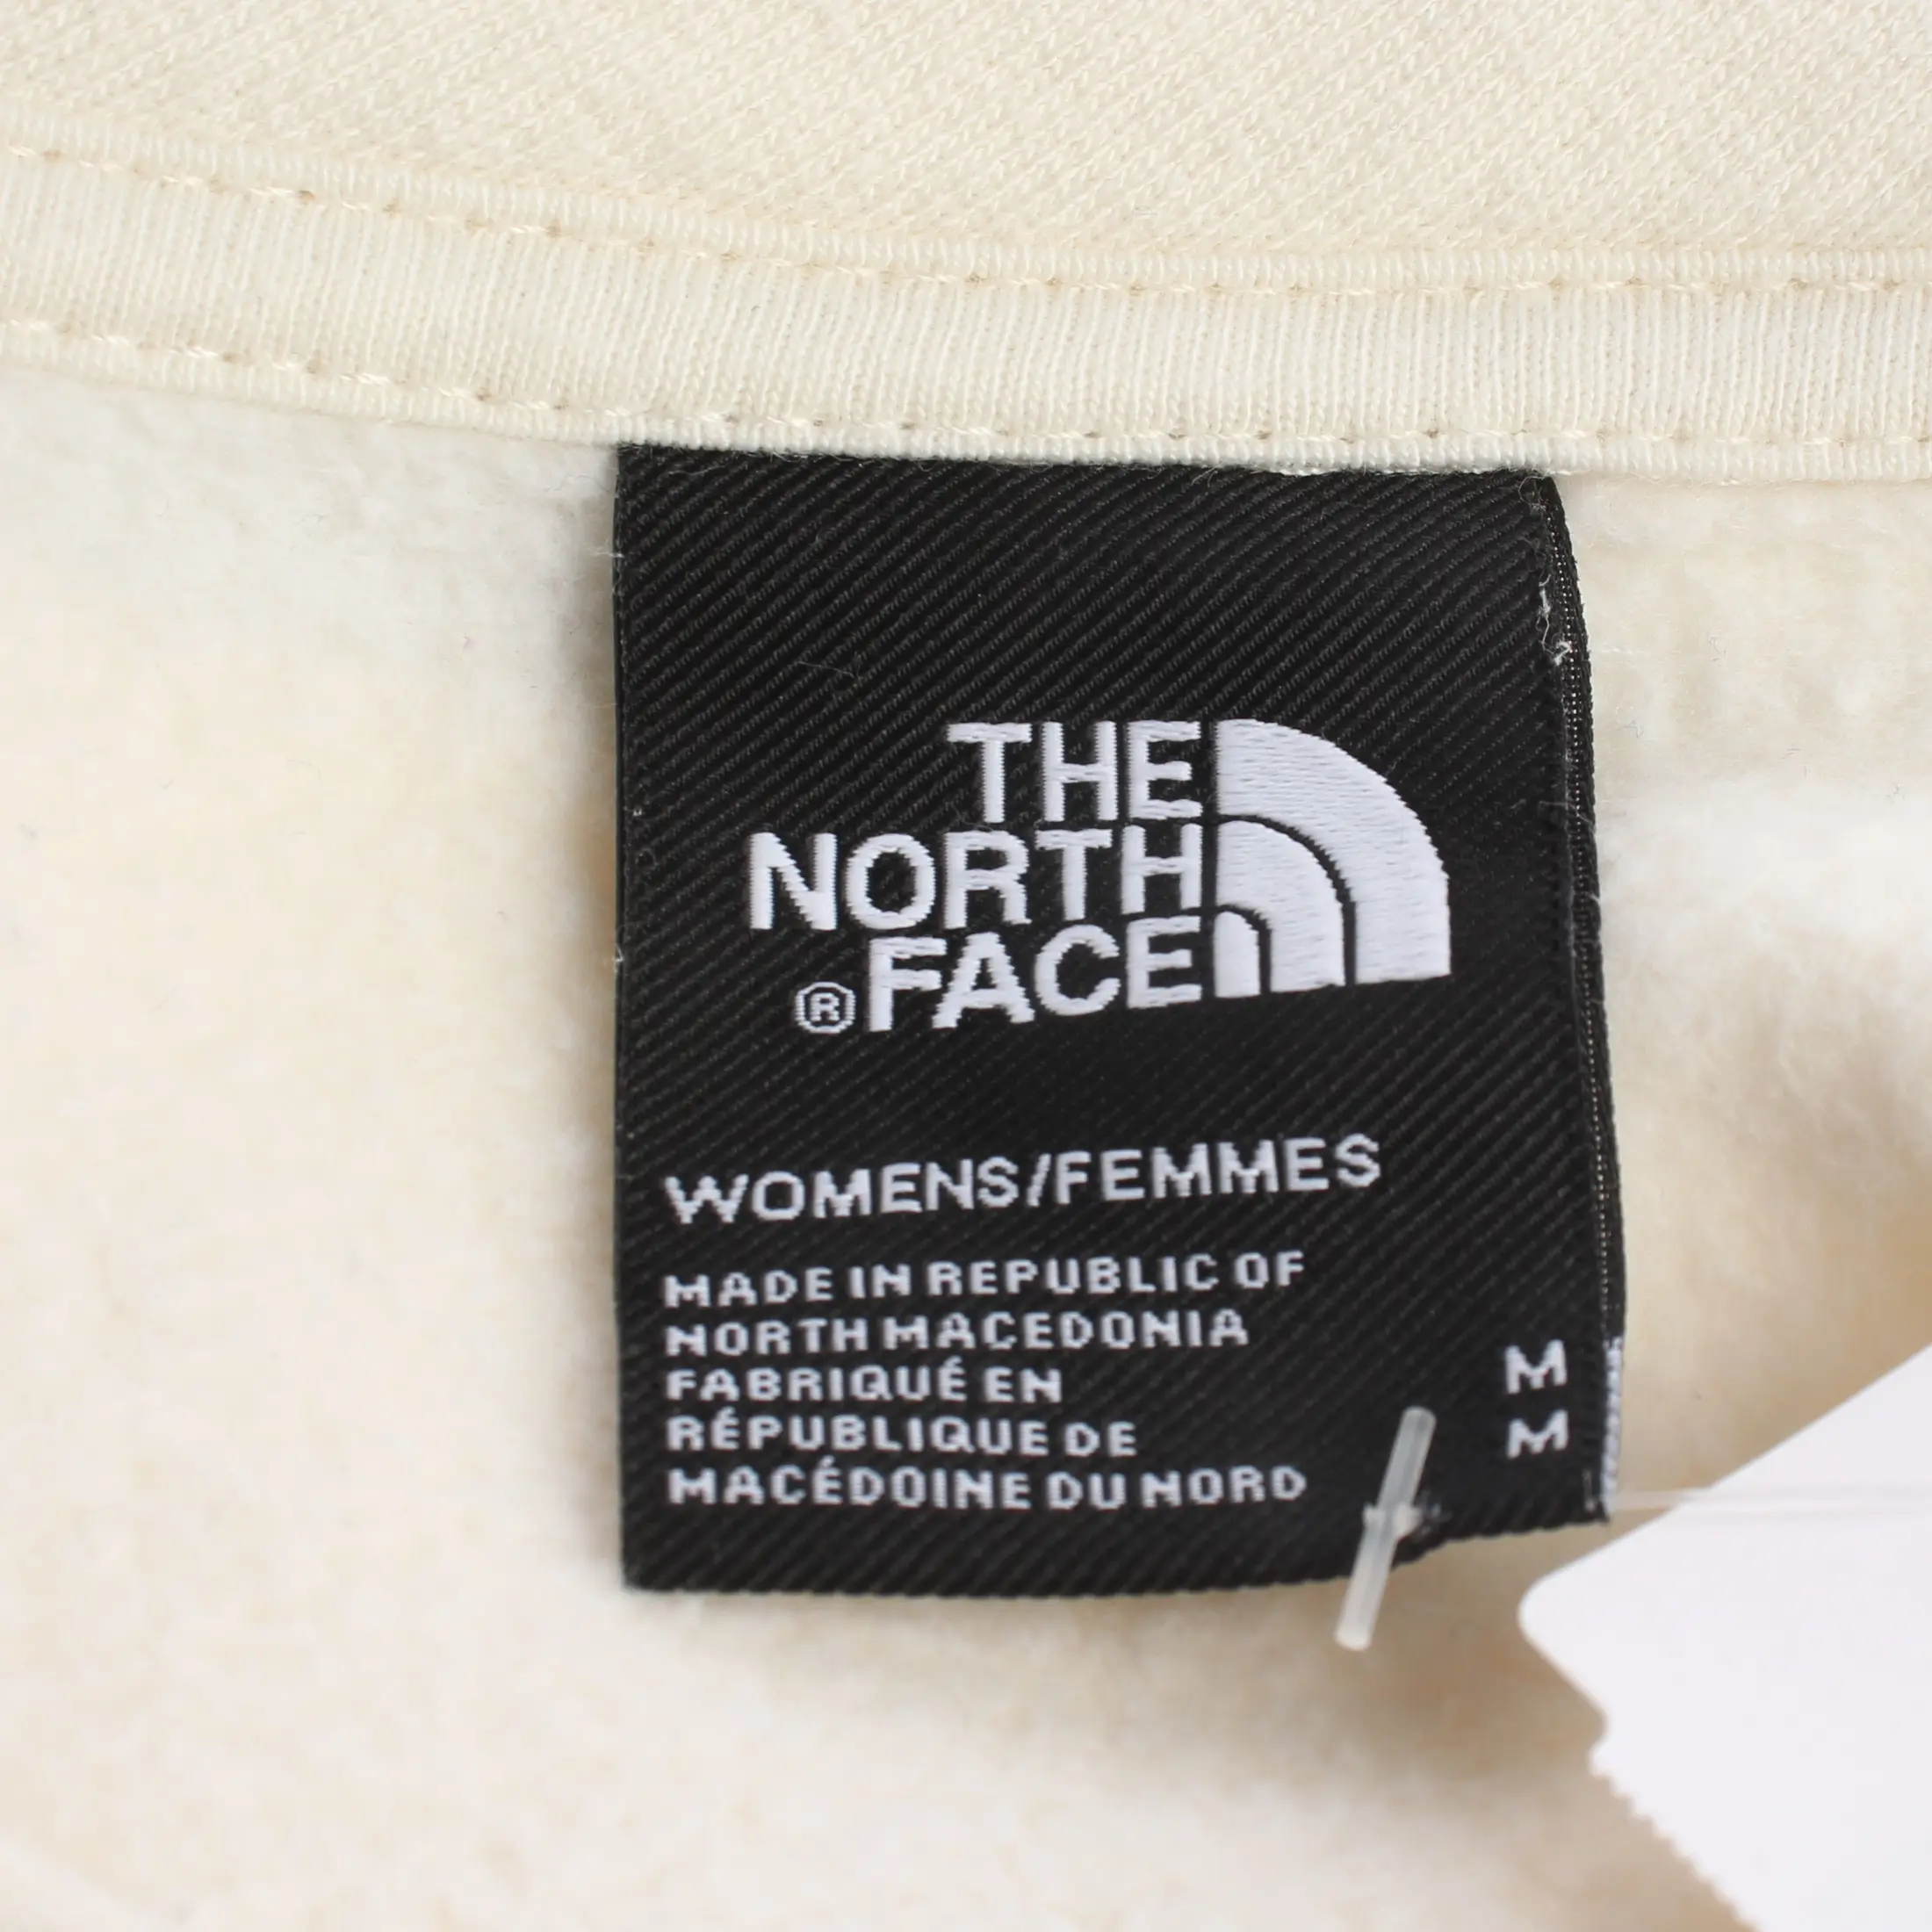 THE
NORTH
® FACE
WOMENS/FEMMES
MADE IN REPUBLIC OF
NORTH MACEDONIA
FABRIQUÉ EN
RÉPUBLIQUE DE
MACÉDOINE DU NORD
M
M